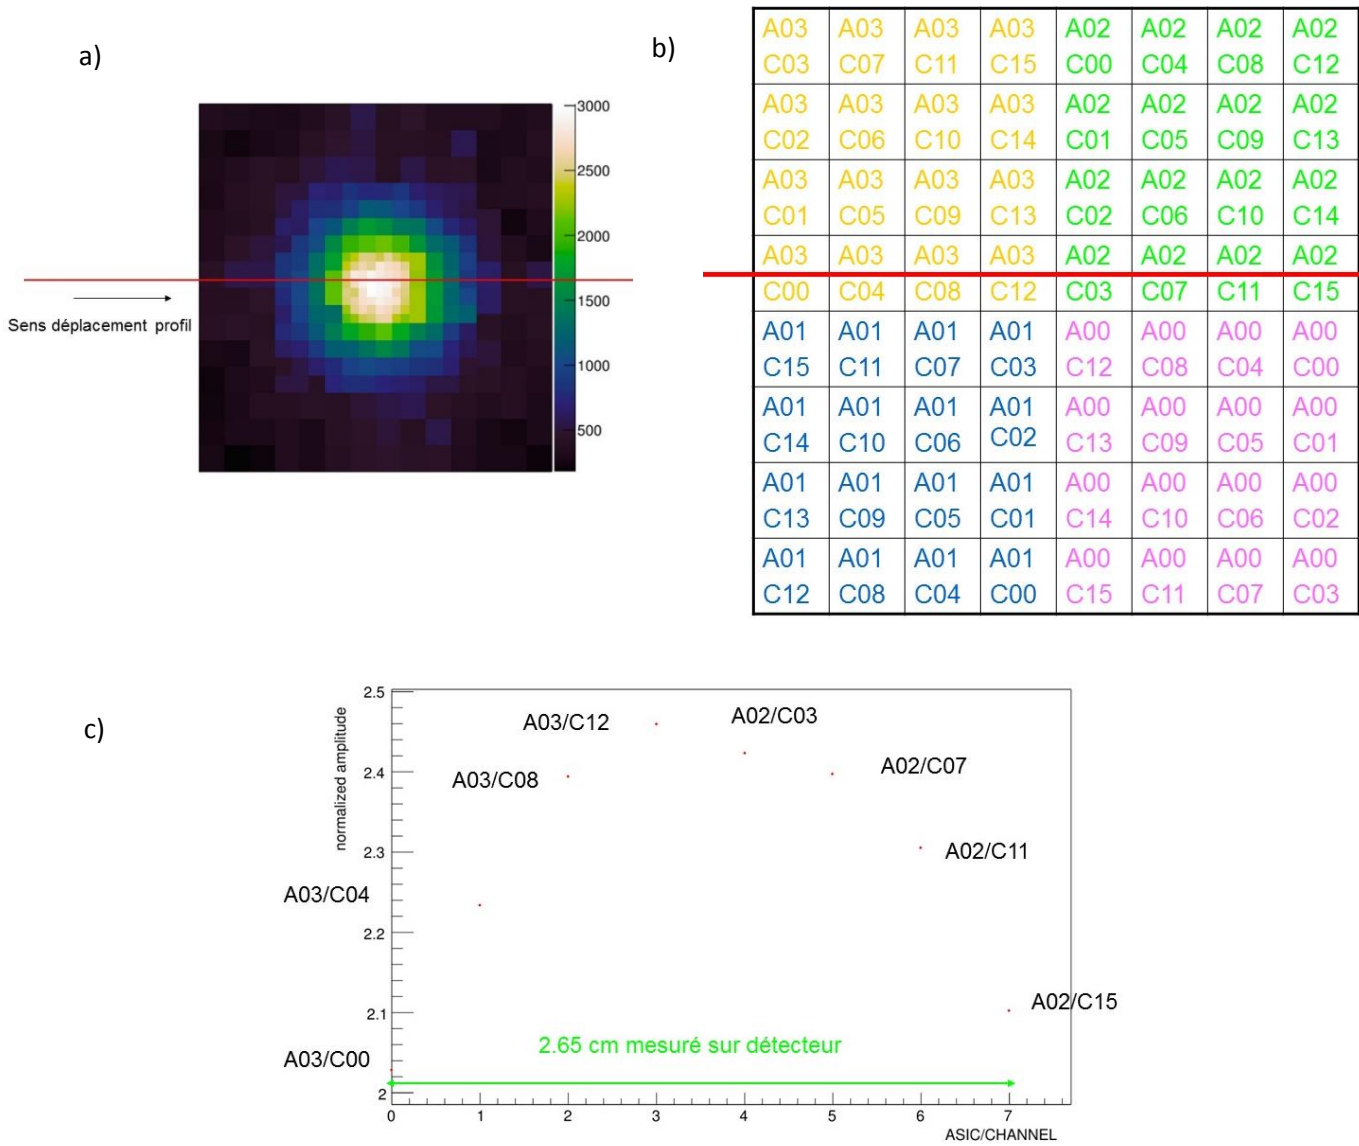 a)
3000
2500
2000
1500
1000
500
Sens déplacement profil
b)
A03 A03 A03 A03 A02 A02 A02 A02
C03 C07 C11 C15 C00 C04 C08 C12
A03 A03 A03 A03 A02 A02 A02 A02
C02 C06 C10 C14 C01 C05 C09 C13
A03 A03 A03 A03 A02 A02 A02 A02
C01 C05 C09 C13 C02 C06 C10 C14
A03 A03 A03 A03 A02 A02 A02 A02
C00 C04 C08 C12 C03 C07 C11 C15
A01 A01 A01 A01 A00 A00 A00 A00
C15 C11 C07 C03 C12 C08 C04 C00
A01 A01 A01 A01 A00 A00 A00 A00
C14 C10 C06 C02 C13 C09 C05 C01
A01 A01 A01 A01 A00 A00 A00 A00
C13 C09 C05 C01 C14 C10 C06 C02
A01 A01 A01 A01 A00 A00 A00 A00
C12 C08 C04 C00 C15 C11 C07 C03
c)
normalized amplitude
2.5
2.4
2.3
2.2
2.1
2
A03/C12
A02/C03
A03/C08
A02/C07
A02/C11
A03/C04
A02/C15
A03/C00
2.65 cm mesuré sur détecteur
0 1 2 3 4 5 6 7
ASIC/CHANNEL